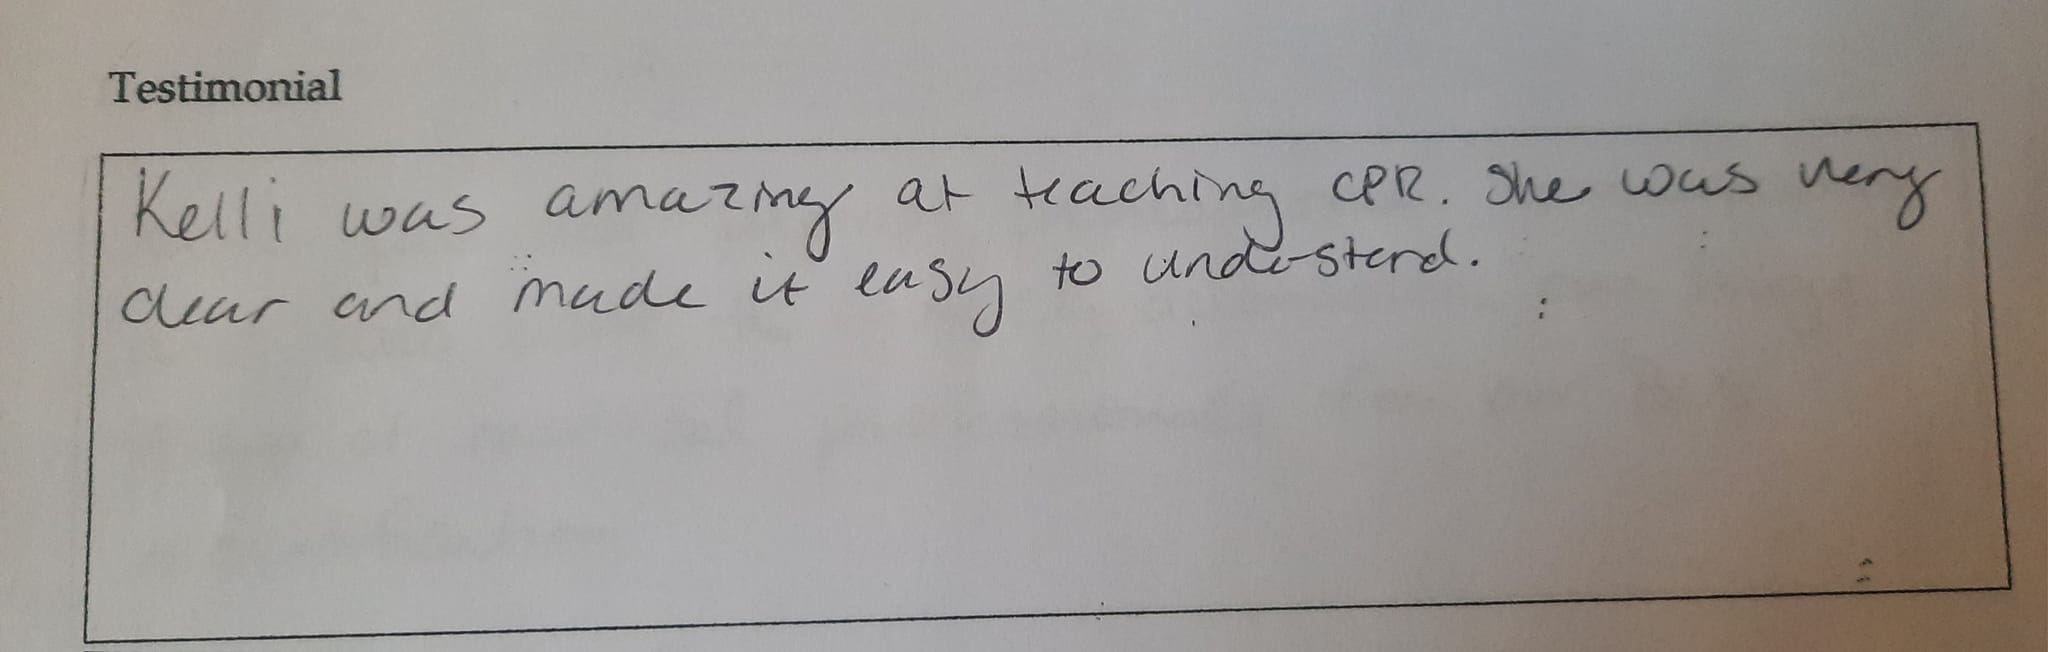 Testimonial
Kelli was amazing at teaching CPR. She was very
clear and made it easy to understand.